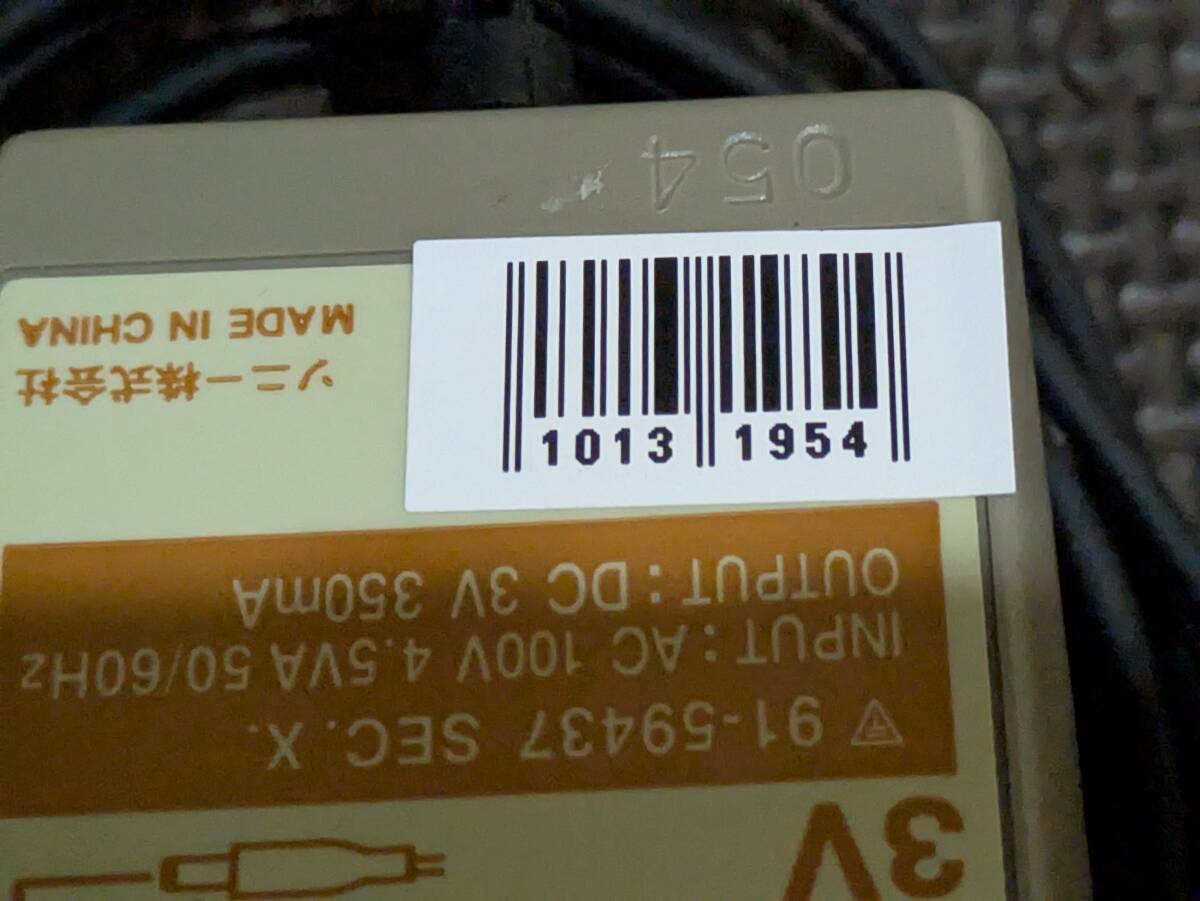 054
1013 1954
3V
91-59437 SEC.X.
INPUT : AC 100V 4.5VA 50/60Hz
OUTPUT : DC 3V 350mA
ソニー株式会社
MADE IN CHINA